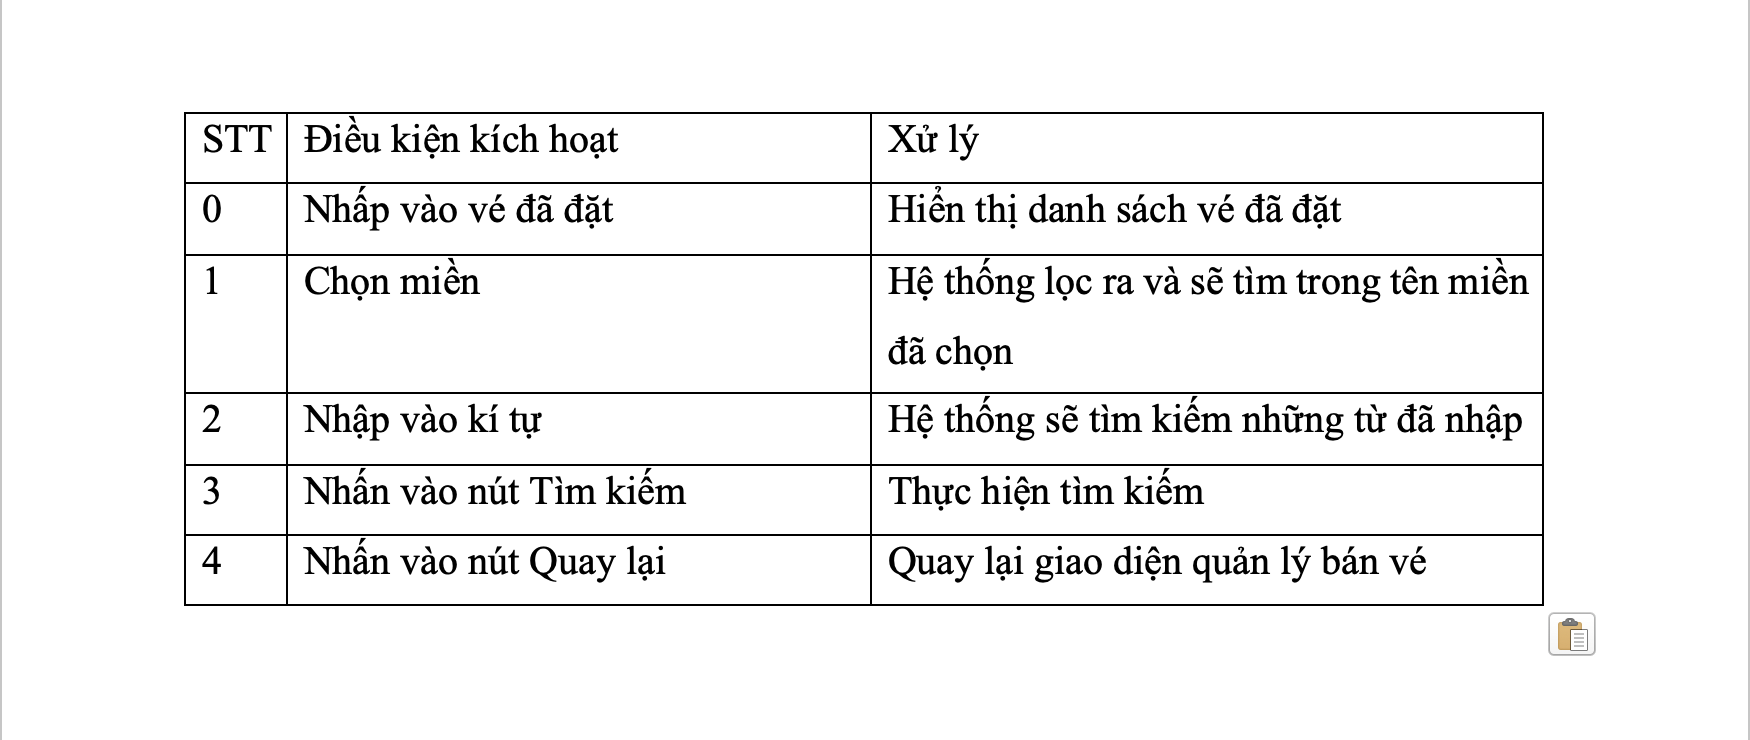 STT Điều kiện kích hoạt Xử lý
0 Nhấp vào vé đã đặt Hiển thị danh sách vé đã đặt
1 Chọn miền Hệ thống lọc ra và sẽ tìm trong tên miền
đã chọn
2 Nhập vào kí tự Hệ thống sẽ tìm kiếm những từ đã nhập
3 Nhấn vào nút Tìm kiếm Thực hiện tìm kiếm
4 Nhấn vào nút Quay lại Quay lại giao diện quản lý bán vé